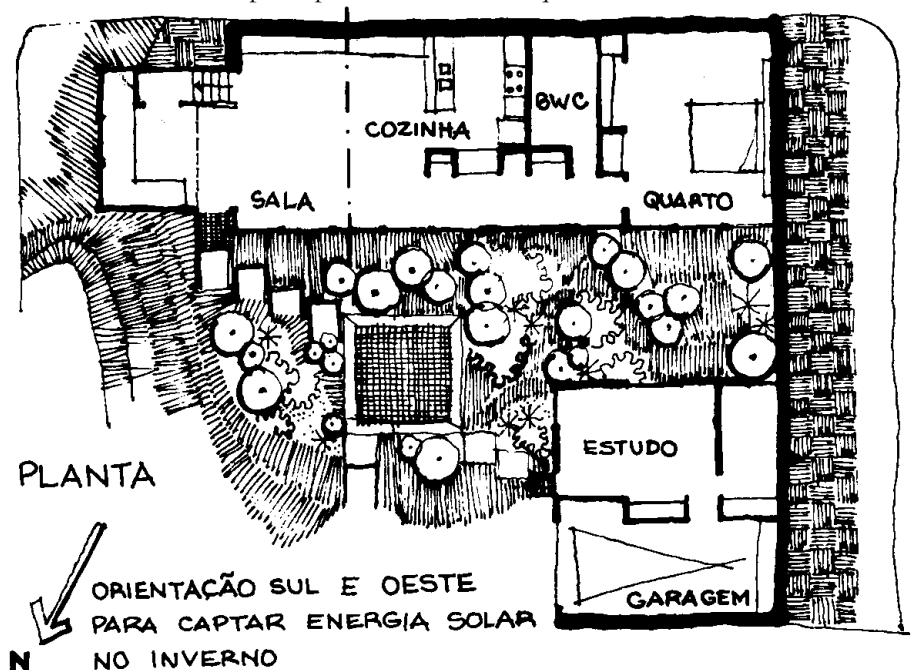 COZINHA
BWC
SALA
QUARTO
ESTUDO
PLANTA
GARAGEM
ORIENTAÇÃO SUL E OESTE
PARA CAPTAR ENERGIA SOLAR
NO INVERNO
N